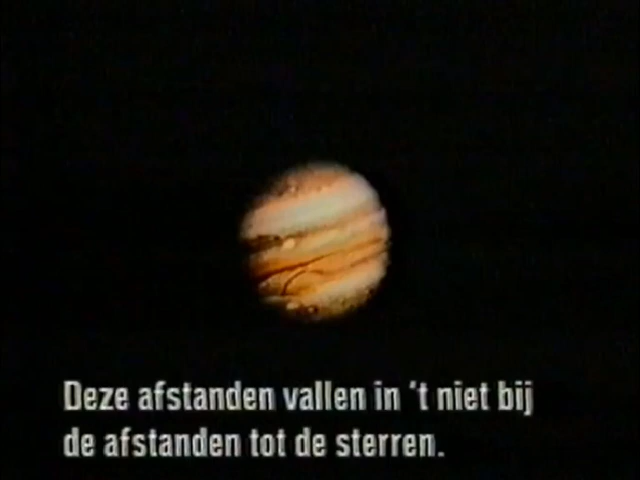 Deze afstanden vallen in 't niet bij
de afstanden tot de sterren.